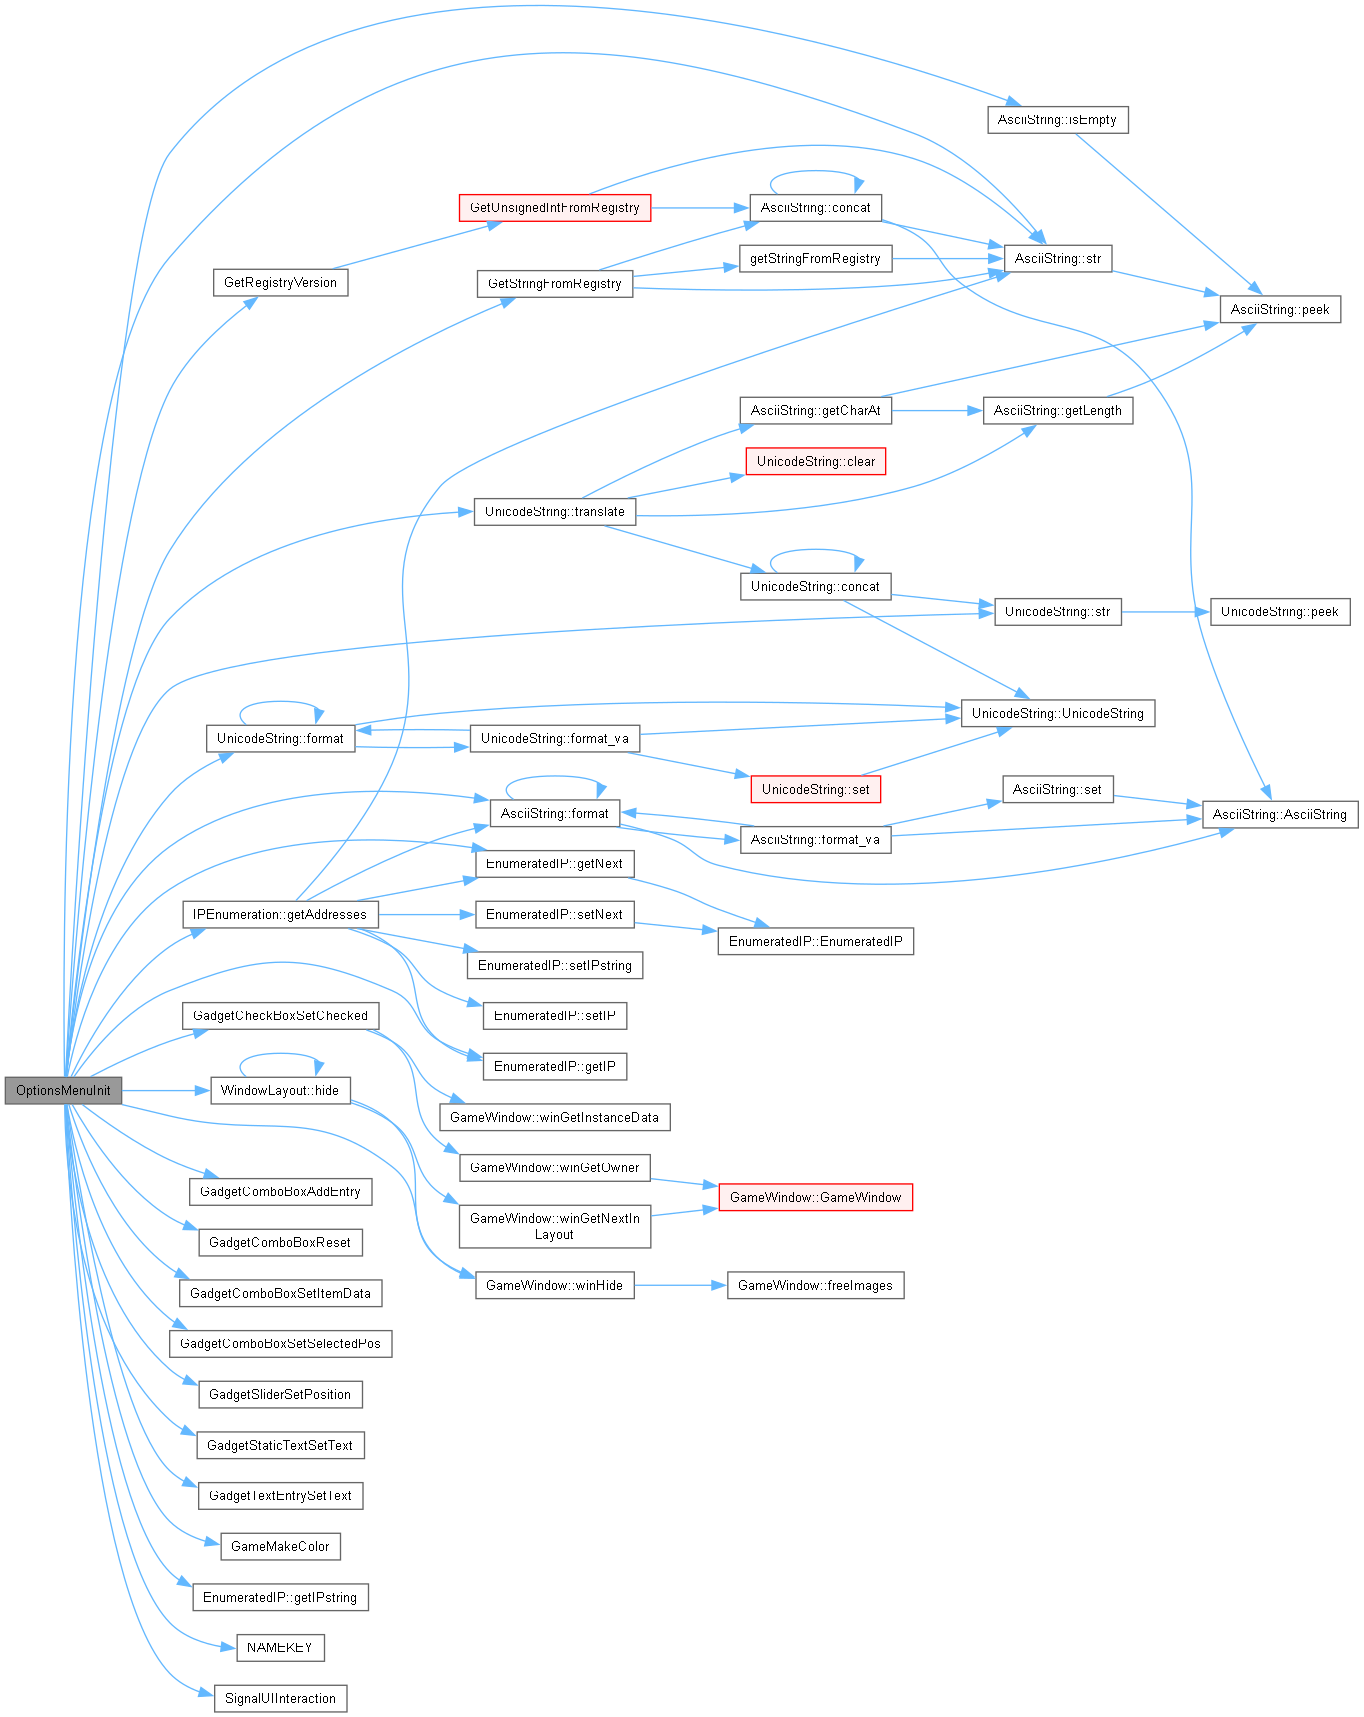 AsciiString::isEmpty
GetUnsignedIntFromRegistry
AsciiString::concat
getStringFromRegistry
AsciiString::str
GetRegistryVersion
GetStringFromRegistry
AsciiString::peek
AsciiString::getCharAt
AsciiString::getLength
UnicodeString::clear
UnicodeString::translate
UnicodeString::concat
UnicodeString::str
UnicodeString::peek
UnicodeString::UnicodeString
UnicodeString::format
UnicodeString::format_va
UnicodeString::set
AsciiString::set
AsciiString::format
AsciiString::AsciiString
AsciiString::format_va
EnumeratedIP::getNext
IPEnumeration::getAddresses
EnumeratedIP::setNext
EnumeratedIP::EnumeratedIP
EnumeratedIP::setIPstring
GadgetCheckBoxSetChecked
EnumeratedIP::setIP
EnumeratedIP::getIP
OptionsMenuInit
WindowLayout::hide
GameWindow::winGetInstanceData
GameWindow::winGetOwner
GadgetComboBoxAddEntry
GameWindow::GameWindow
GameWindow::winGetNextIn
Layout
GadgetComboBoxReset
GadgetComboBoxSetItemData
GameWindow::winHide
GameWindow::freeImages
GadgetComboBoxSetSelectedPos
GadgetSliderSetPosition
GadgetStaticTextSetText
GadgetTextEntrySetText
GameMakeColor
EnumeratedIP::getIPstring
NAMEKEY
SignalUIInteraction